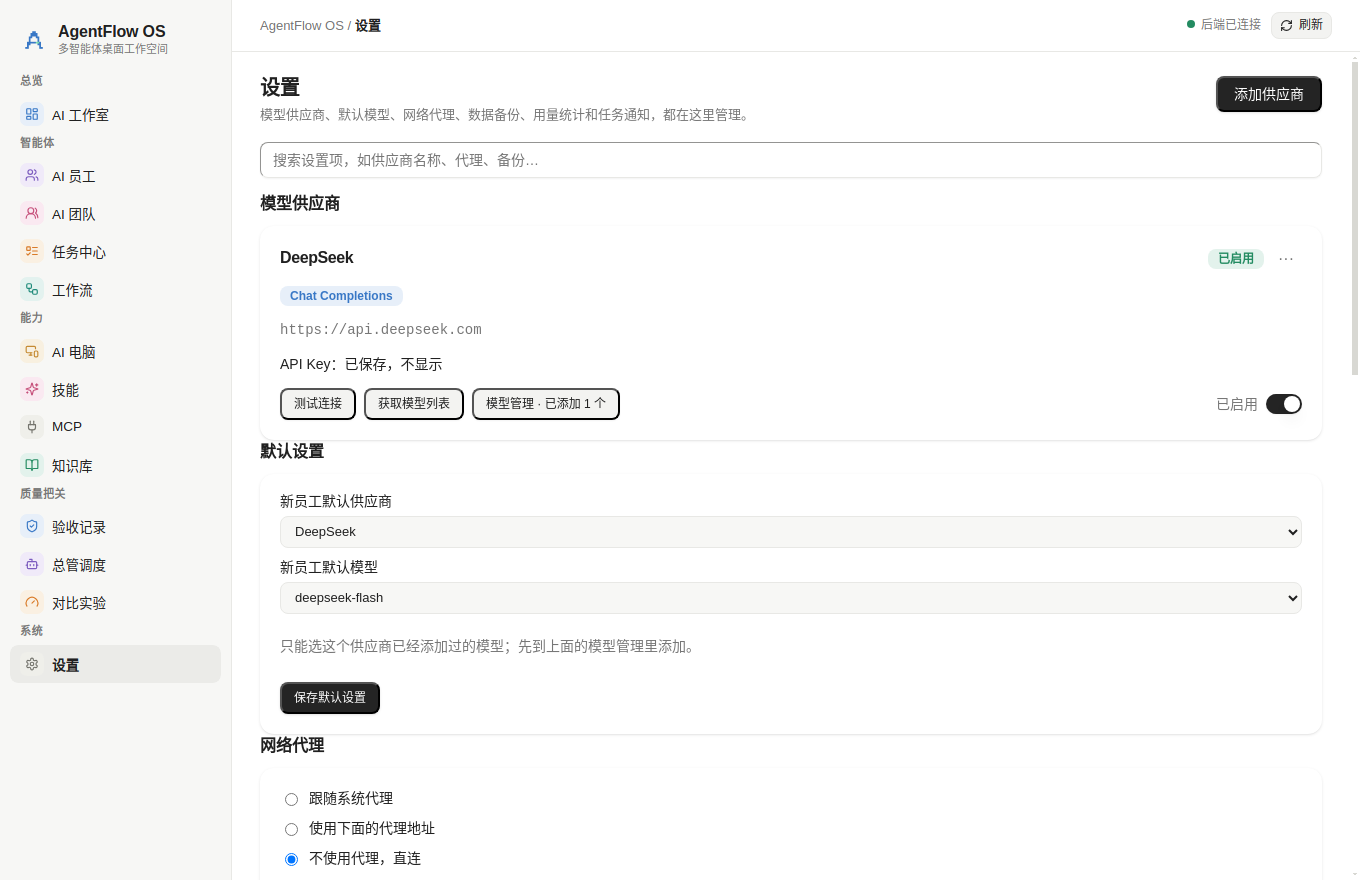 AgentFlow OS
多智能体桌面工作空间
总览
AI 工作室
智能体
AI 员工
AI 团队
任务中心
工作流
能力
AI 电脑
技能
MCP
知识库
质量把关
验收记录
总管调度
对比实验
系统
设置
AgentFlow OS / 设置
后端已连接
刷新
设置
模型供应商、默认模型、网络代理、数据备份、用量统计和任务通知，都在这里管理。
添加供应商
搜索设置项，如供应商名称、代理、备份…
模型供应商
DeepSeek
已启用
···
Chat Completions
https://api.deepseek.com
API Key：已保存，不显示
测试连接
获取模型列表
模型管理 · 已添加 1 个
已启用
默认设置
新员工默认供应商
DeepSeek
新员工默认模型
deepseek-flash
只能选这个供应商已经添加过的模型；先到上面的模型管理里添加。
保存默认设置
网络代理
跟随系统代理
使用下面的代理地址
不使用代理，直连